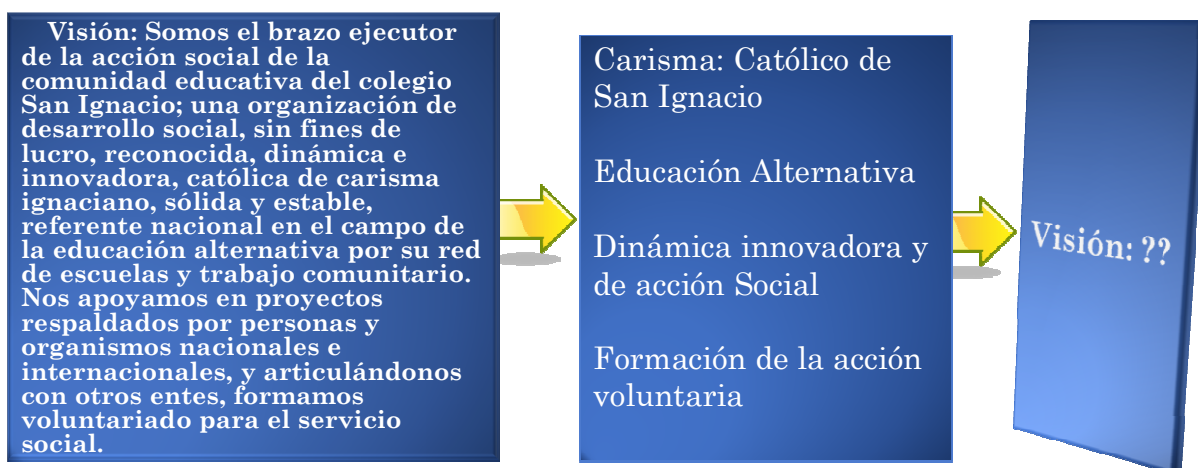 Visión: Somos el brazo ejecutor
de la acción social de la
comunidad educativa del colegio
San Ignacio; una organización de
desarrollo social, sin fines de
lucro, reconocida, dinámica e
innovadora, católica de carisma
ignaciano, sólida y estable,
referente nacional en el campo de
la educación alternativa por su red
de escuelas y trabajo comunitario.
Nos apoyamos en proyectos
respaldados por personas y
organismos nacionales e
internacionales, y articulándonos
con otros entes, formamos
voluntariado para el servicio
social.
Carisma: Católico de
San Ignacio
Educación Alternativa
Dinámica innovadora y
de acción Social
Formación de la acción
voluntaria
Visión: ??